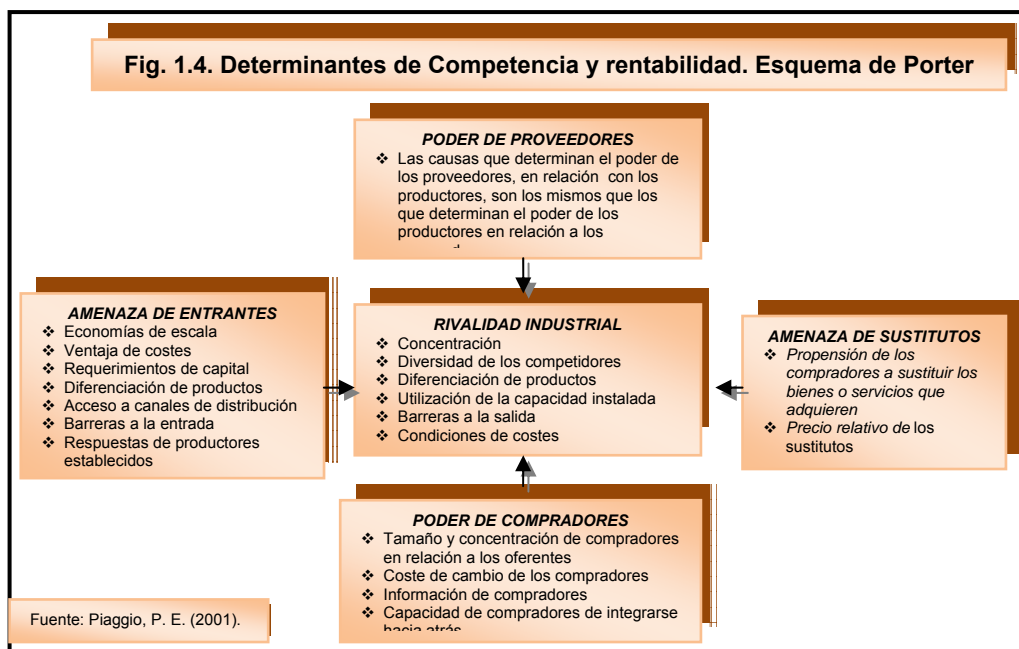 Fig. 1.4. Determinantes de Competencia y rentabilidad. Esquema de Porter
PODER DE PROVEEDORES
❖ Las causas que determinan el poder de
los proveedores, en relación con los
productores, son los mismos que los
que determinan el poder de los
productores en relación a los
AMENAZA DE ENTRANTES
❖ Economías de escala
❖ Ventaja de costes
❖ Requerimientos de capital
❖ Diferenciación de productos
❖ Acceso a canales de distribución
❖ Barreras a la entrada
❖ Respuestas de productores
establecidos
RIVALIDAD INDUSTRIAL
❖ Concentración
❖ Diversidad de los competidores
❖ Diferenciación de productos
❖ Utilización de la capacidad instalada
❖ Barreras a la salida
❖ Condiciones de costes
AMENAZA DE SUSTITUTOS
❖ Propensión de los
compradores a sustituir los
bienes o servicios que
adquieren
❖ Precio relativo de los
sustitutos
PODER DE COMPRADORES
❖ Tamaño y concentración de compradores
en relación a los oferentes
❖ Coste de cambio de los compradores
❖ Información de compradores
❖ Capacidad de compradores de integrarse
hacia atrás
Fuente: Piaggio, P. E. (2001).